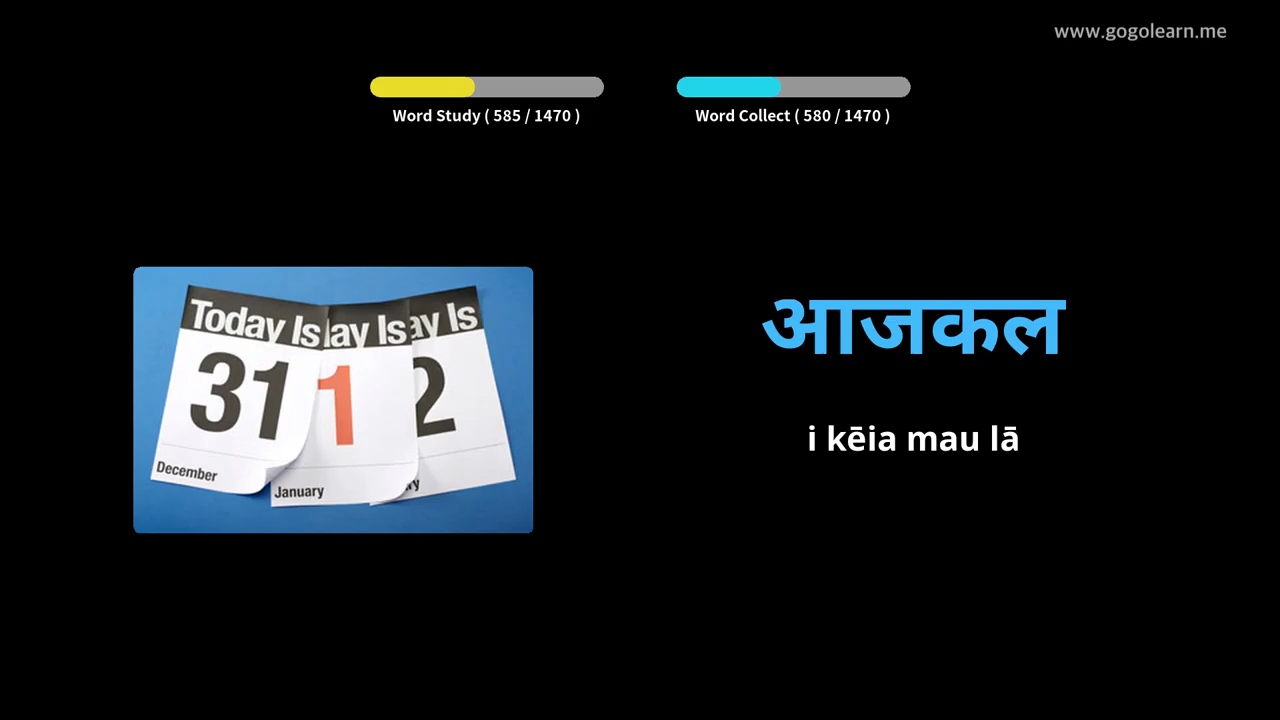 www.gogolearn.me
Word Study ( 585 / 1470 )
Word Collect ( 580 / 1470 )
Today Is
ay Is
ay Is
31
1
2
December
January
ry
आजकल
i kēia mau lā